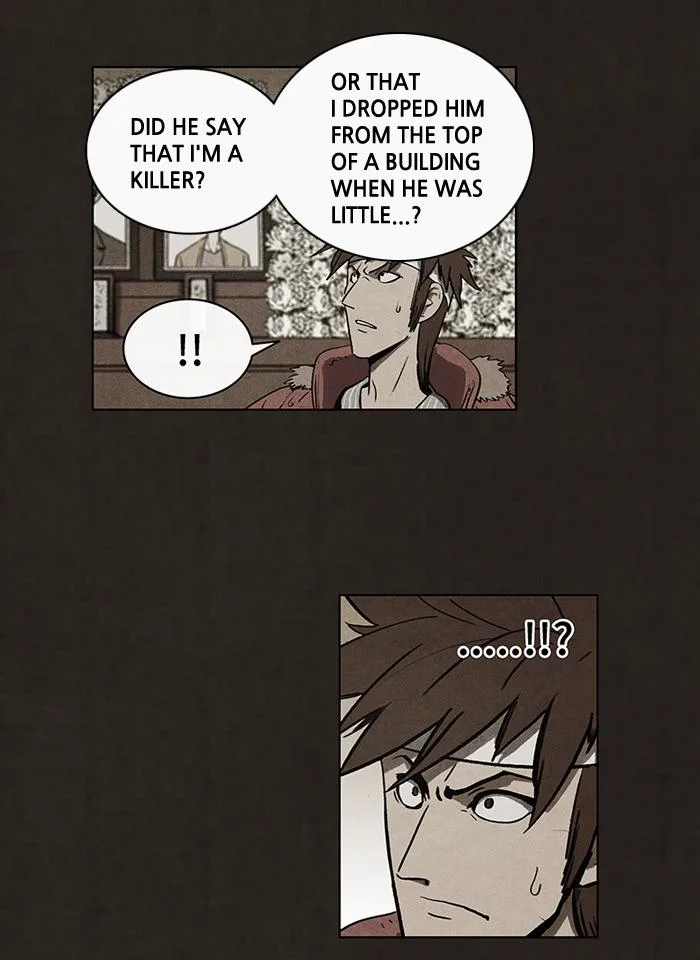 DID HE SAY
THAT I'M A
KILLER?
OR THAT
I DROPPED HIM
FROM THE TOP
OF A BUILDING
WHEN HE WAS
LITTLE...?
!!
.....!!?